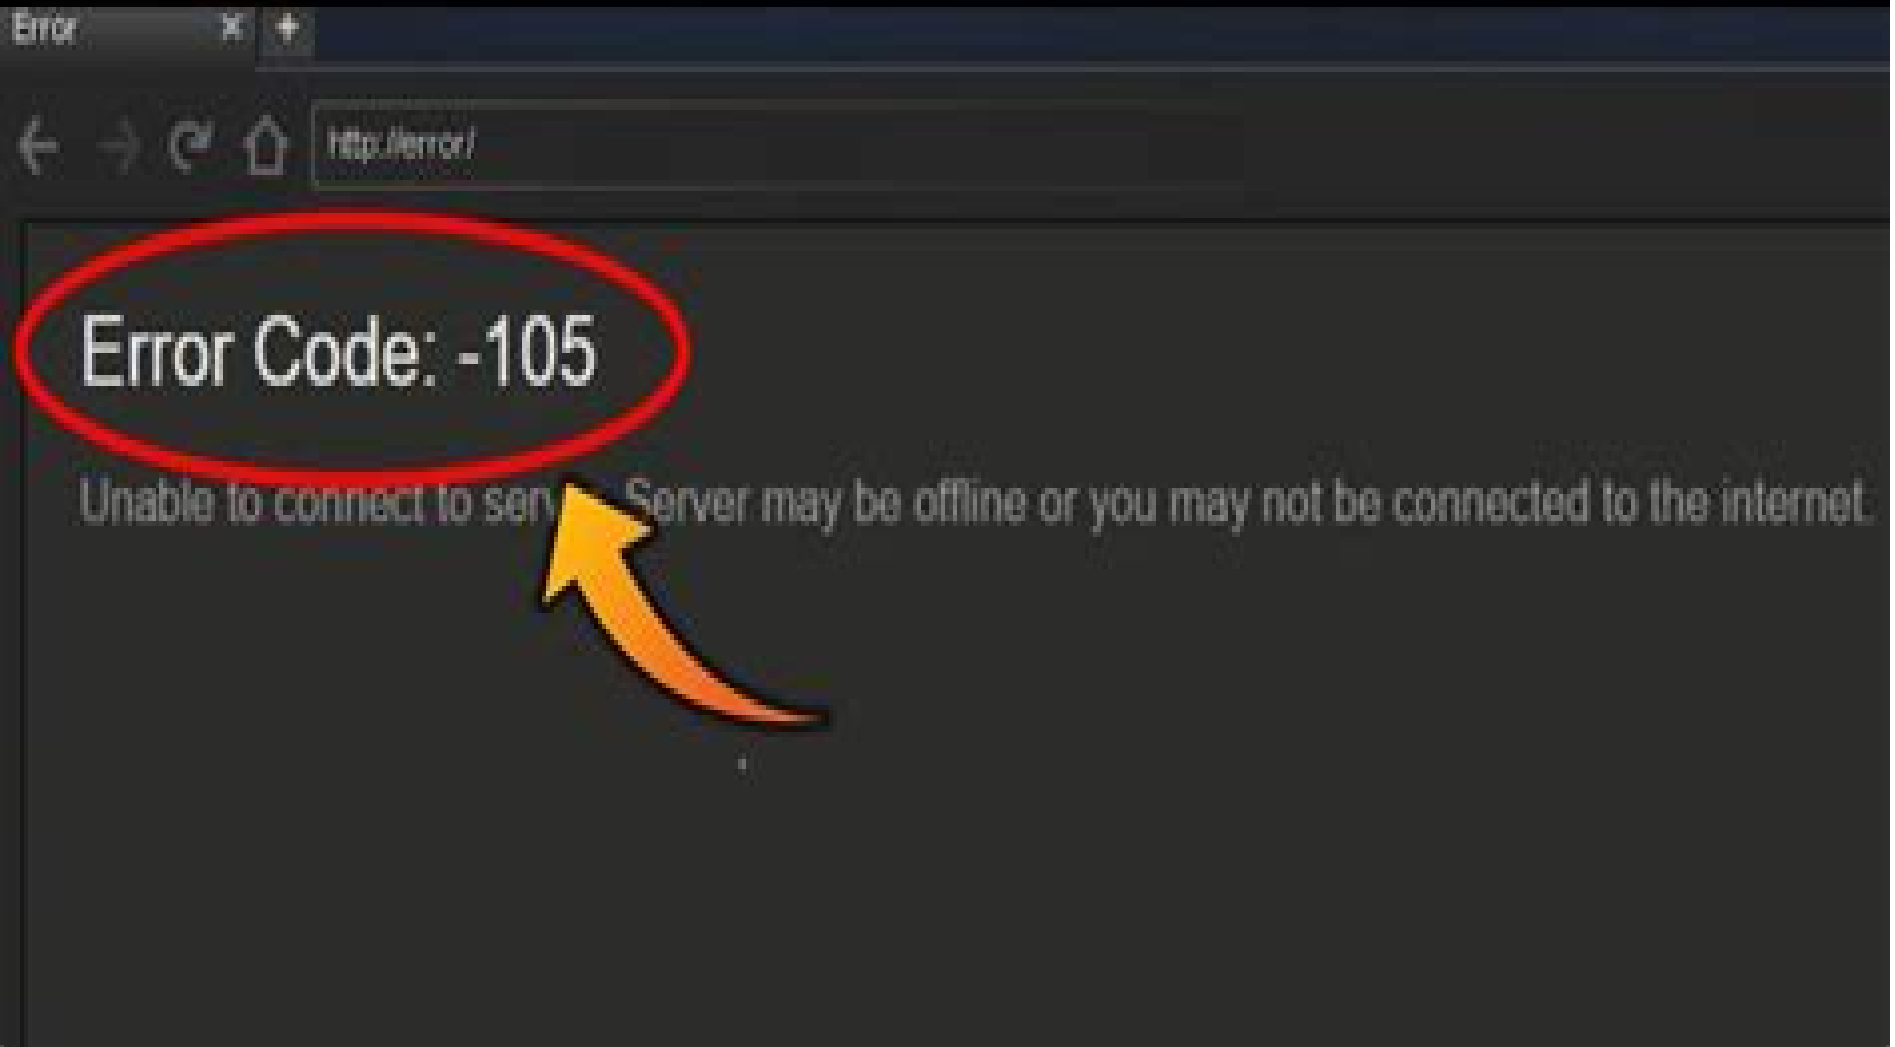 Error
http://error/
Error Code: -105
Unable to connect to serv Server may be offline or you may not be connected to the internet.